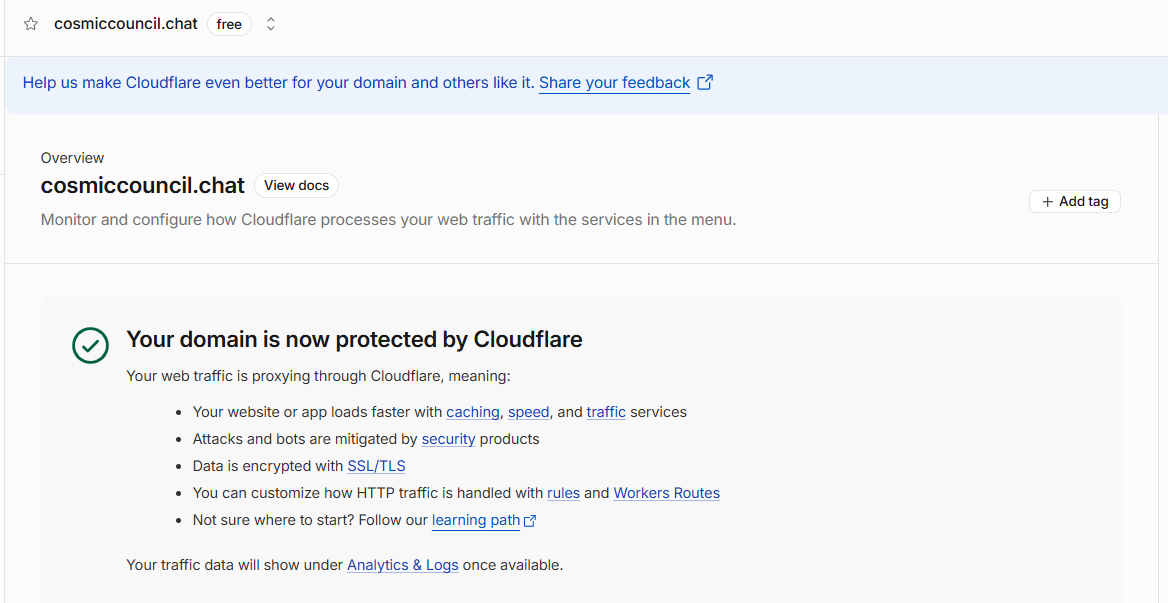 cosmiccouncil.chat free
Help us make Cloudflare even better for your domain and others like it. Share your feedback
Overview
cosmiccouncil.chat View docs
Monitor and configure how Cloudflare processes your web traffic with the services in the menu.
+ Add tag
Your domain is now protected by Cloudflare
Your web traffic is proxying through Cloudflare, meaning:
• Your website or app loads faster with caching, speed, and traffic services
• Attacks and bots are mitigated by security products
• Data is encrypted with SSL/TLS
• You can customize how HTTP traffic is handled with rules and Workers Routes
• Not sure where to start? Follow our learning path
Your traffic data will show under Analytics & Logs once available.